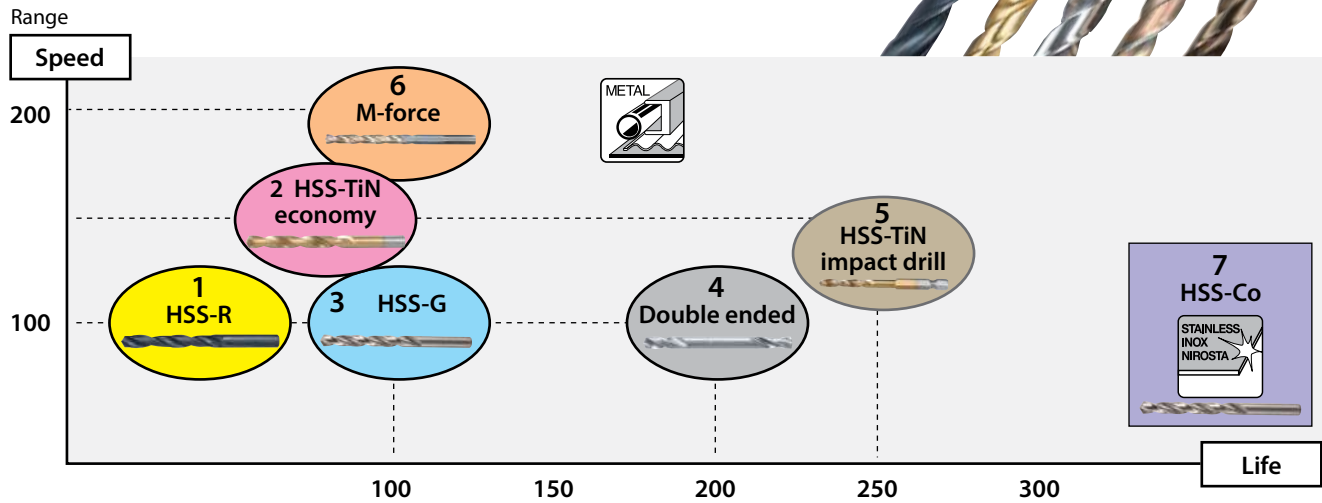 Range
Speed
200
100
6
M-force
METAL
2 HSS-TiN
economy
5
HSS-TiN
impact drill
1
HSS-R
3 HSS-G
4
Double ended
7
HSS-Co
STAINLESS
INOX
NIROSTA
Life
100 150 200 250 300